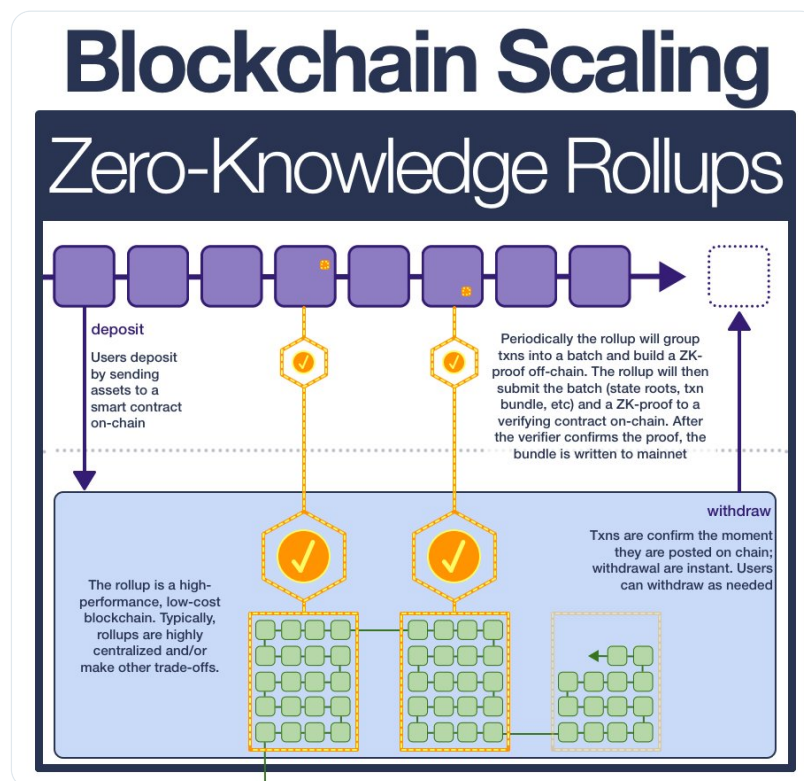 Blockchain Scaling
Zero-Knowledge Rollups
deposit
Users deposit
by sending
assets to a
smart contract
on-chain
Periodically the rollup will group
txns into a batch and build a ZK-
proof off-chain. The rollup will then
submit the batch (state roots, txn
bundle, etc) and a ZK-proof to a
verifying contract on-chain. After
the verifier confirms the proof, the
bundle is written to mainnet
withdraw
Txns are confirm the moment
they are posted on chain;
withdrawal are instant. Users
can withdraw as needed
The rollup is a high-
performance, low-cost
blockchain. Typically,
rollups are highly
centralized and/or
make other trade-offs.